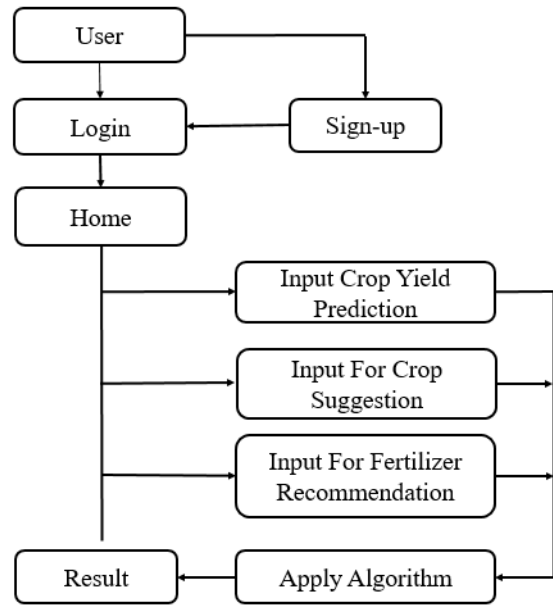 User
Login
Sign-up
Home
Input Crop Yield
Prediction
Input For Crop
Suggestion
Input For Fertilizer
Recommendation
Result
Apply Algorithm